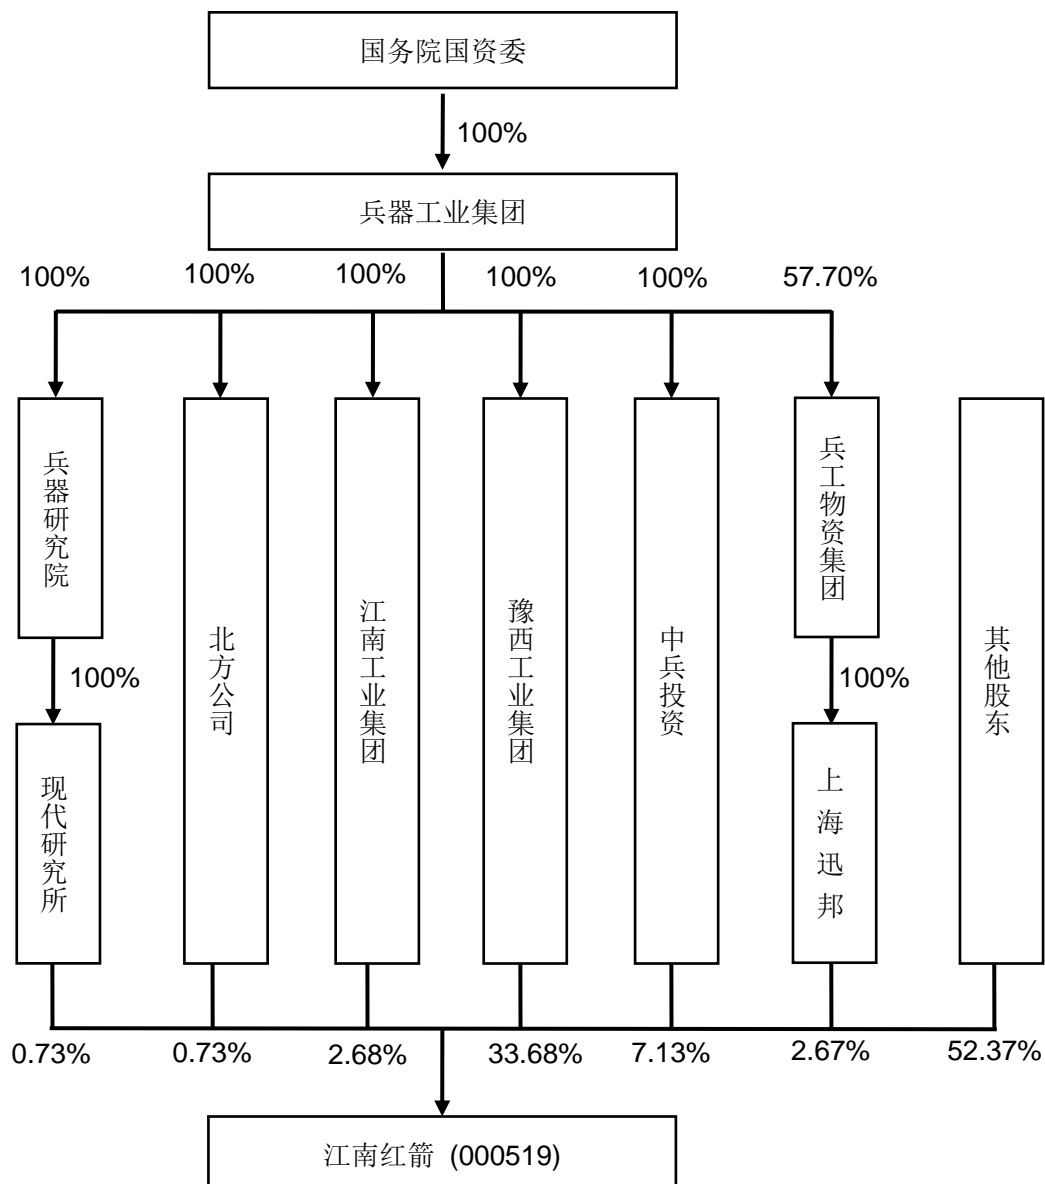 国务院国资委
100%
兵器工业集团
100%
100%
100%
100%
100%
57.70%
兵器研究院
北方公司
江南工业集团
豫西工业集团
中兵投资
兵工物资集团
其他股东
100%
100%
现代研究所
上海迅邦
0.73%
0.73%
2.68%
33.68%
7.13%
2.67%
52.37%
江南红箭 (000519)